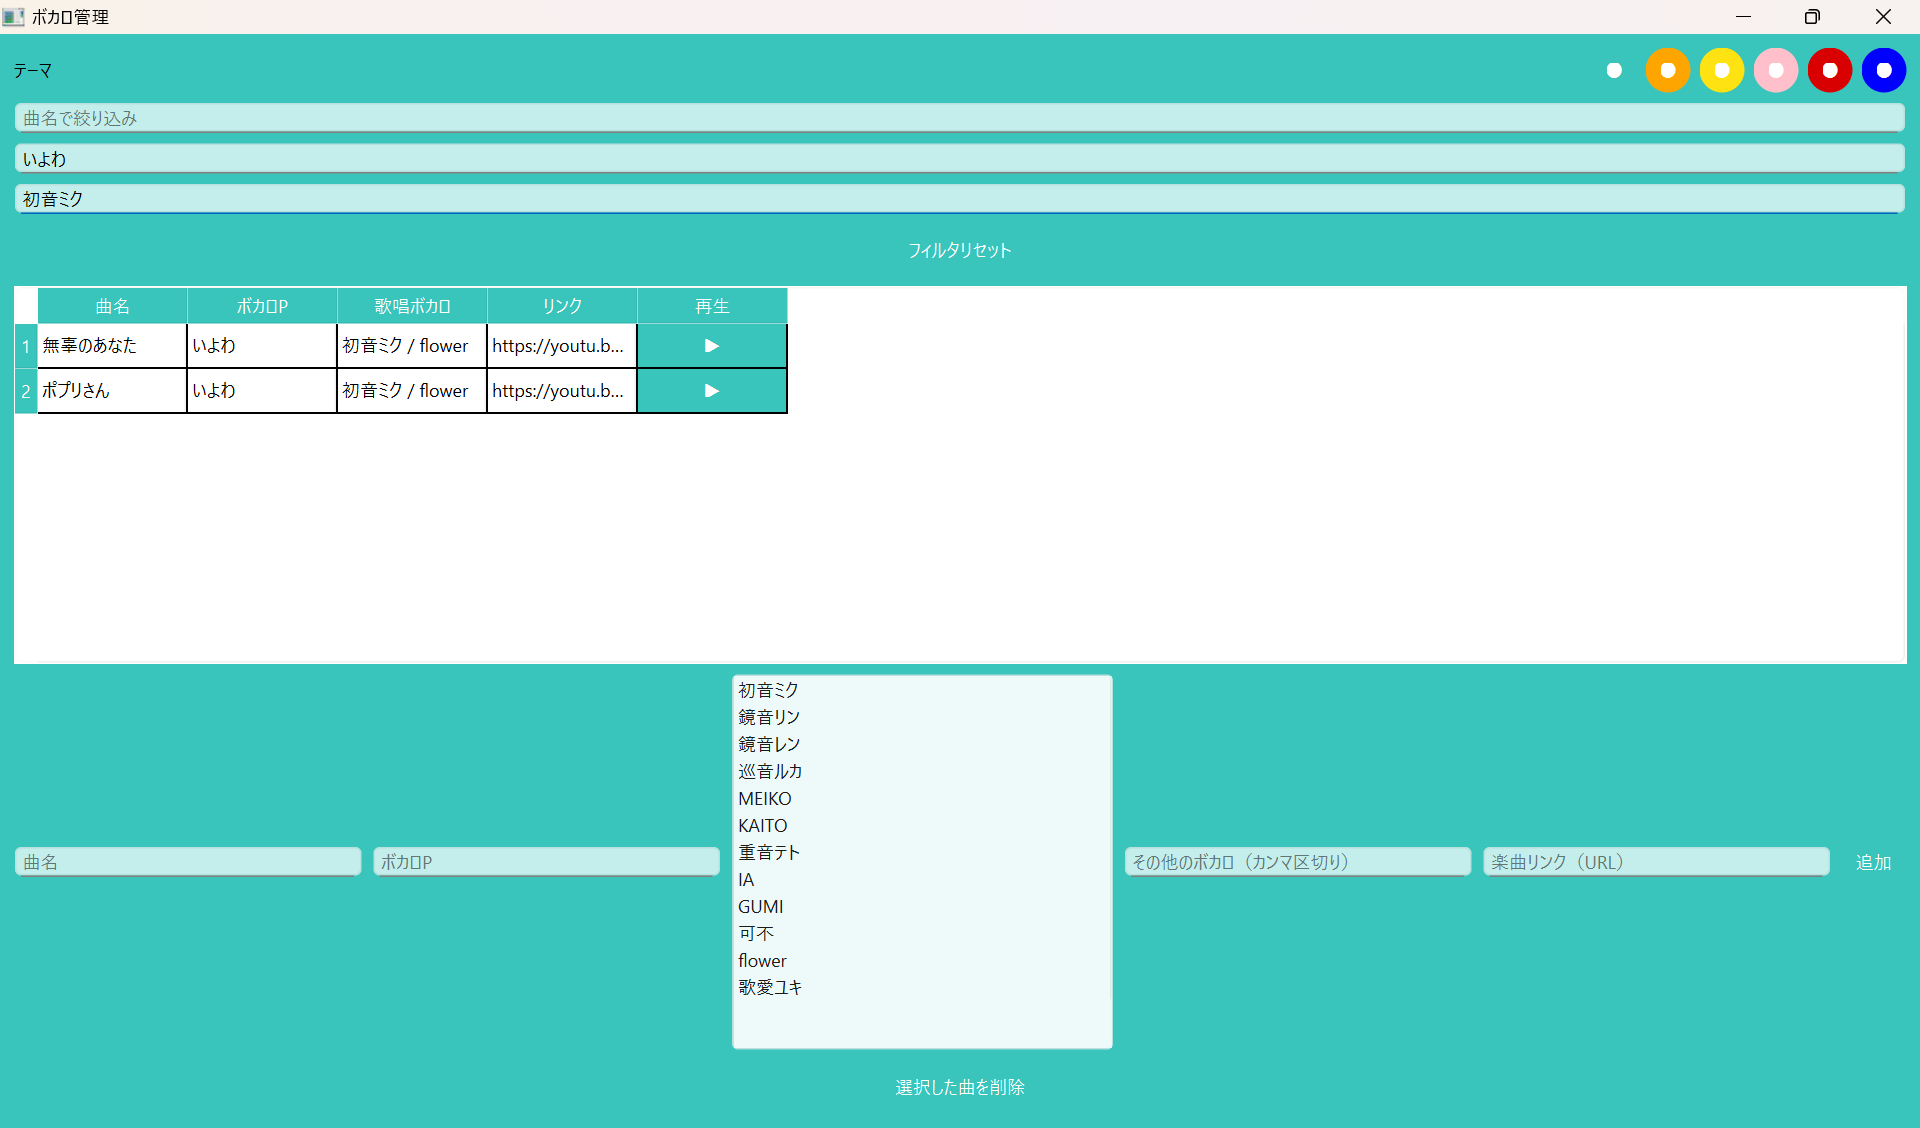 ボカロ管理
テーマ
曲名で絞り込み
いよわ
初音ミク
フィルタリセット
曲名 ボカロP 歌唱ボカロ リンク 再生
1 無辜のあなた いよわ 初音ミク / flower https://youtu.b...
2 ポプリさん いよわ 初音ミク / flower https://youtu.b...
初音ミク
鏡音リン
鏡音レン
巡音ルカ
MEIKO
KAITO
重音テト
IA
GUMI
可不
flower
歌愛ユキ
曲名 ボカロP その他のボカロ（カンマ区切り） 楽曲リンク（URL） 追加
選択した曲を削除